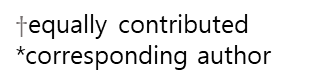 †equally contributed
*corresponding author